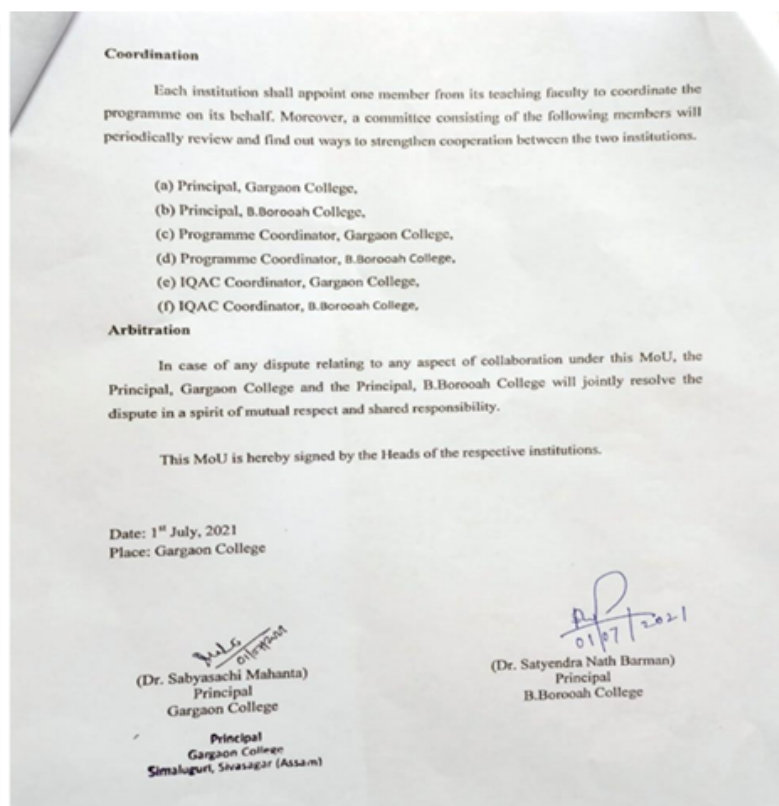 Coordination
Each institution shall appoint one member from its teaching faculty to coordinate the
programme on its behalf. Moreover, a committee consisting of the following members will
periodically review and find out ways to strengthen cooperation between the two institutions.
(a) Principal, Gargaon College,
(b) Principal, B.Borooah College,
(c) Programme Coordinator, Gargaon College,
(d) Programme Coordinator, B.Borooah College,
(e) IQAC Coordinator, Gargaon College,
(f) IQAC Coordinator, B.Borooah College,
Arbitration
In case of any dispute relating to any aspect of collaboration under this MoU, the
Principal, Gargaon College and the Principal, B.Borooah College will jointly resolve the
dispute in a spirit of mutual respect and shared responsibility.
This MoU is hereby signed by the Heads of the respective institutions.
Date: 1st July, 2021
Place: Gargaon College
01/07/2021
(Dr. Sabyasachi Mahanta)
Principal
Gargaon College
Principal
Gargaon College
Simaluguri, Sivasagar (Assam)
01/07/2021
(Dr. Satyendra Nath Barman)
Principal
B.Borooah College